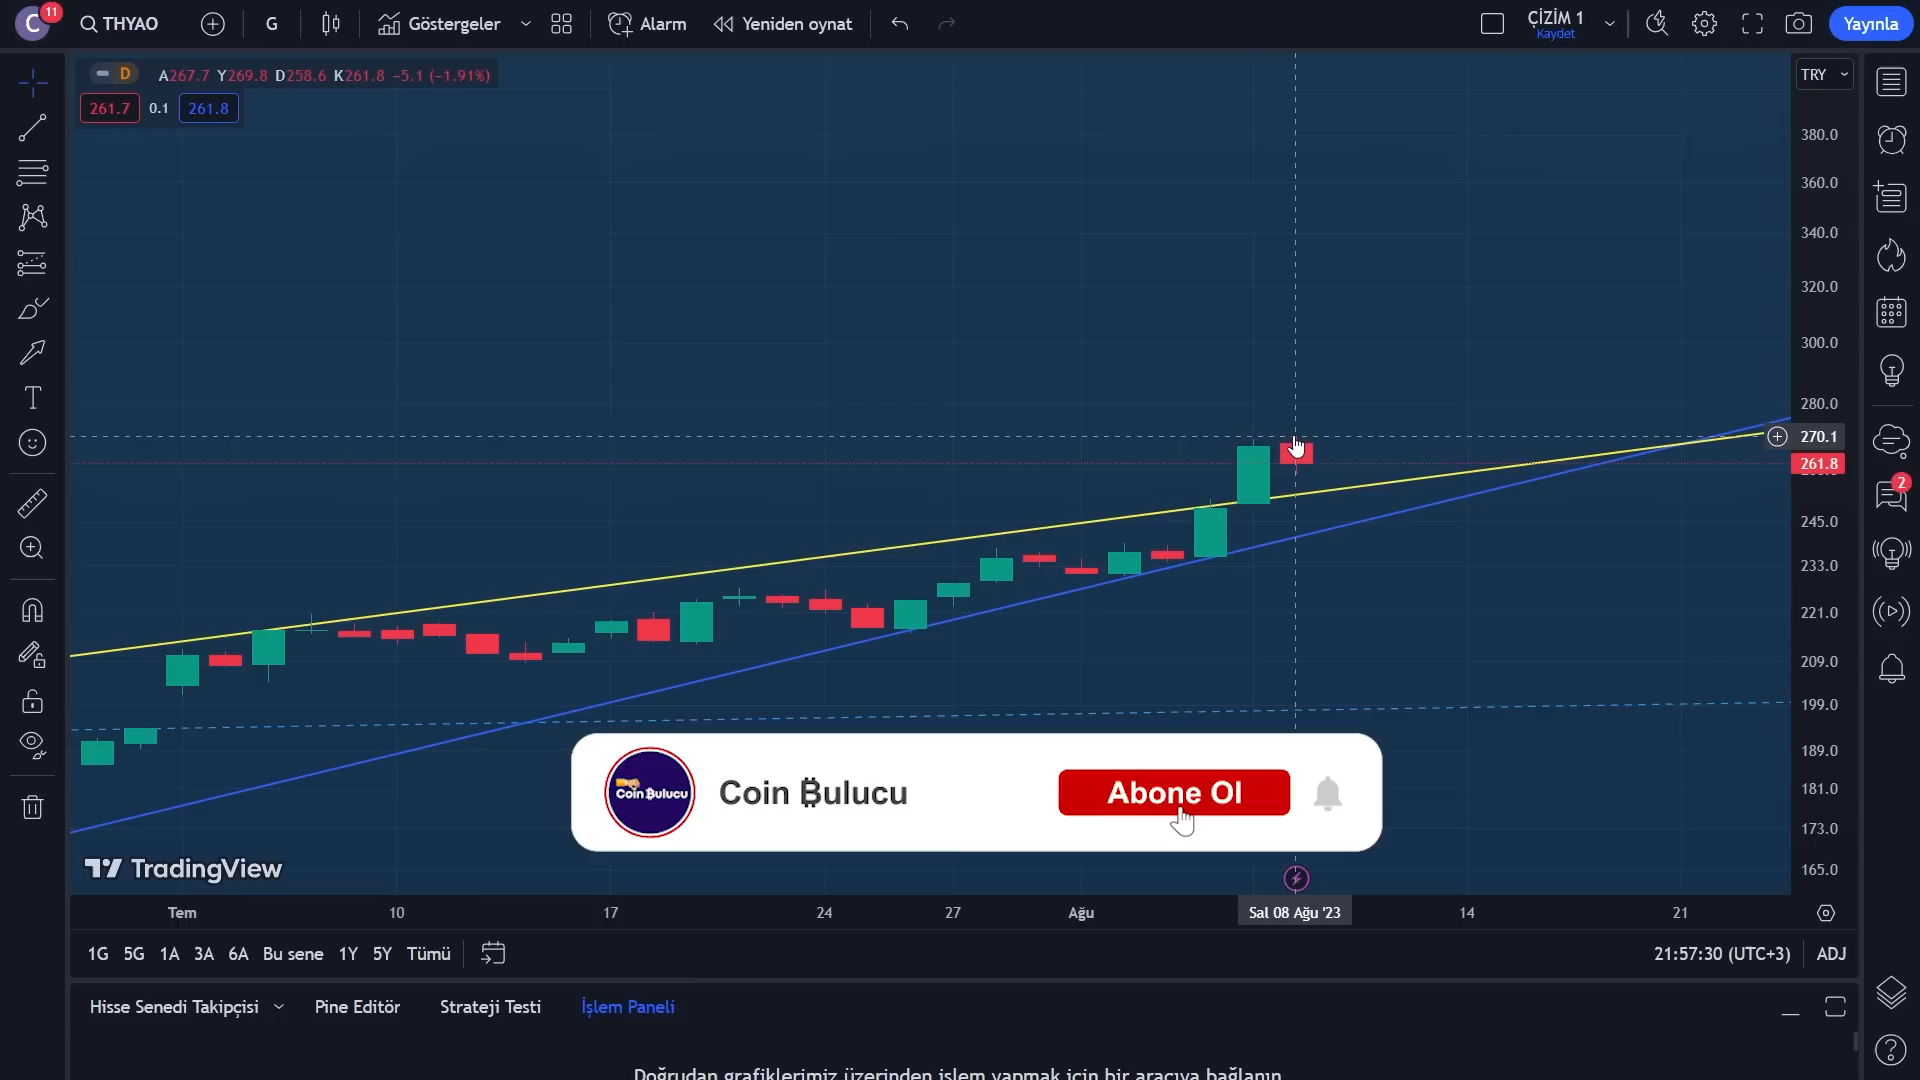 C
11
THYAO
G
Göstergeler
Alarm
Yeniden oynat
ÇİZİM 1
Kaydet
Yayınla
D
A267.7 Y269.8 D258.6 K261.8 −5.1 (−1.91%)
TRY
261.7
0.1
261.8
380.0
360.0
340.0
320.0
300.0
280.0
270.1
261.8
245.0
233.0
221.0
209.0
199.0
189.0
181.0
173.0
165.0
2
Coin Bulucu
Coin ₿ulucu
Abone Ol
TradingView
Tem
10
17
24
27
Ağu
Sal 08 Ağu '23
14
21
1G 5G 1A 3A 6A Bu sene 1Y 5Y Tümü
21:57:30 (UTC+3)
ADJ
Hisse Senedi Takipçisi
Pine Editör
Strateji Testi
İşlem Paneli
Doğrudan grafiklerimiz üzerinden işlem yapmak için bir aracıya bağlanın